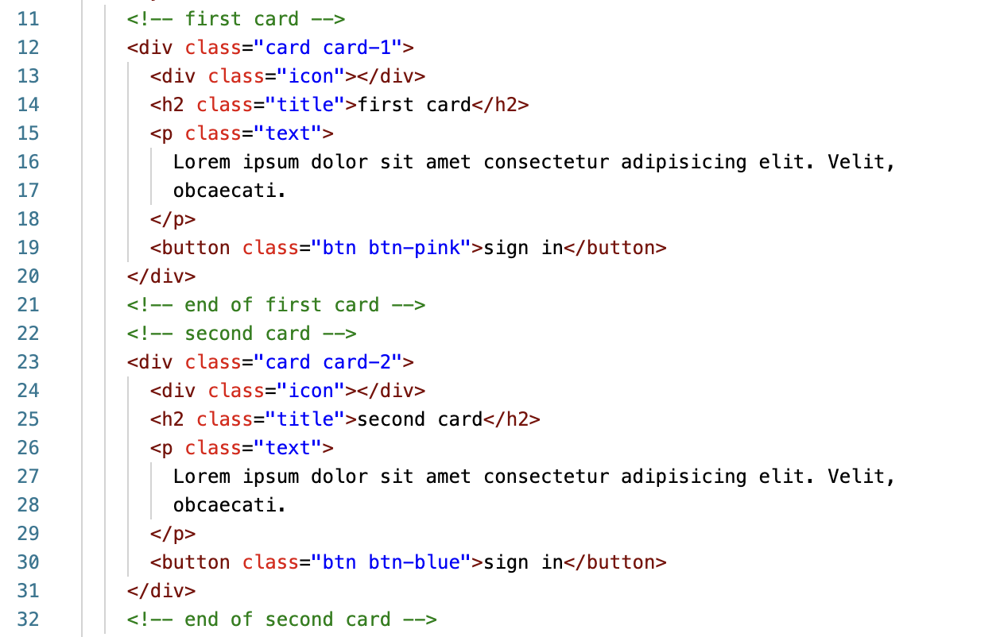 11 <!-- first card -->
12 <div class="card card-1">
13 <div class="icon"></div>
14 <h2 class="title">first card</h2>
15 <p class="text">
16 Lorem ipsum dolor sit amet consectetur adipisicing elit. Velit,
17 obcaecati.
18 </p>
19 <button class="btn btn-pink">sign in</button>
20 </div>
21 <!-- end of first card -->
22 <!-- second card -->
23 <div class="card card-2">
24 <div class="icon"></div>
25 <h2 class="title">second card</h2>
26 <p class="text">
27 Lorem ipsum dolor sit amet consectetur adipisicing elit. Velit,
28 obcaecati.
29 </p>
30 <button class="btn btn-blue">sign in</button>
31 </div>
32 <!-- end of second card -->